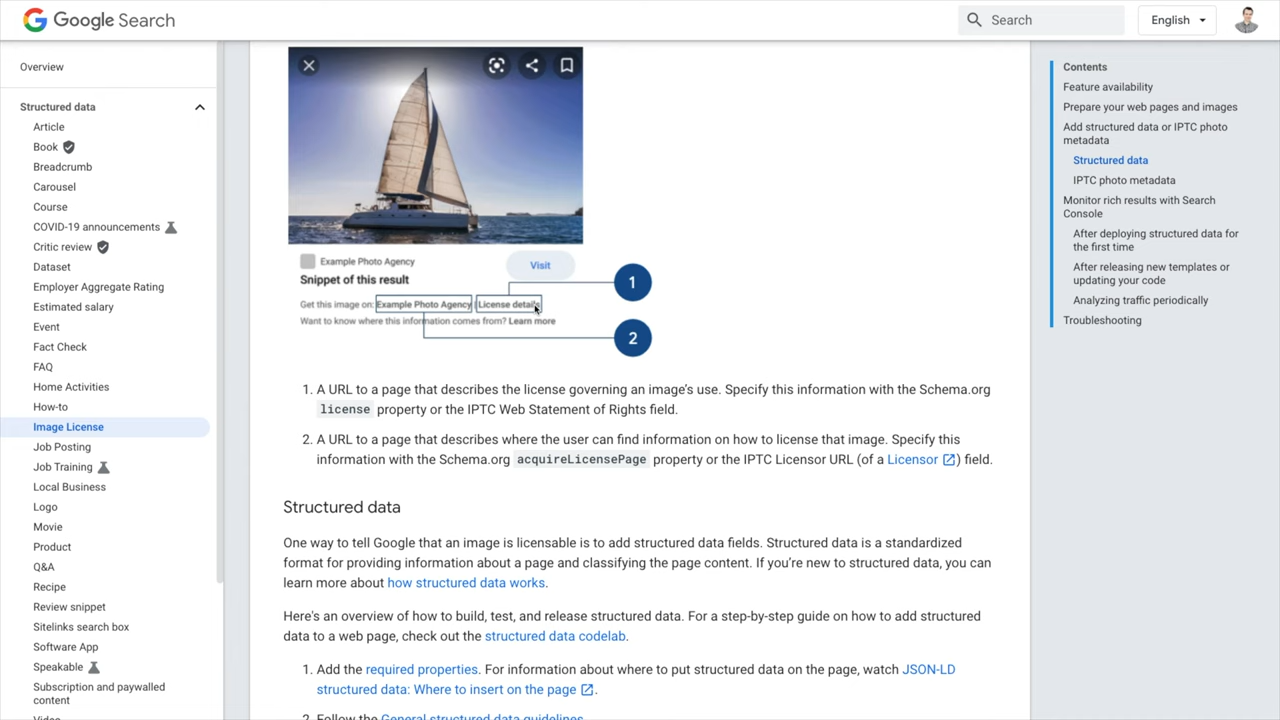 Google Search
Search
English
Overview
Structured data
Article
Book
Breadcrumb
Carousel
Course
COVID-19 announcements
Critic review
Dataset
Employer Aggregate Rating
Estimated salary
Event
Fact Check
FAQ
Home Activities
How-to
Image License
Job Posting
Job Training
Learning Local Business
Logo
Movie
Product
Q&A
Recipe
Review snippet
Sitelinks search box
Software App
Speakable
Subscription and paywalled
content
Example Photo Agency
Visit
Snippet of this result
Get this image on: Example Photo Agency License details
Want to know where this information comes from? Learn more
1
2
1. A URL to a page that describes the license governing an image's use. Specify this information with the Schema.org
license property or the IPTC Web Statement of Rights field.
2. A URL to a page that describes where the user can find information on how to license that image. Specify this
information with the Schema.org acquireLicensePage property or the IPTC Licensor URL (of a Licensor) field.
Structured data
One way to tell Google that an image is licensable is to add structured data fields. Structured data is a standardized
format for providing information about a page and classifying the page content. If you're new to structured data, you can
learn more about how structured data works.
Here's an overview of how to build, test, and release structured data. For a step-by-step guide on how to add structured
data to a web page, check out the structured data codelab.
1. Add the required properties. For information about where to put structured data on the page, watch JSON-LD
structured data: Where to insert on the page.
2. Follow the General structured data guidelines.
Contents
Feature availability
Prepare your web pages and images
Add structured data or IPTC photo
metadata
Structured data
IPTC photo metadata
Monitor rich results with Search
Console
After deploying structured data for
the first time
After releasing new templates or
updating your code
Analyzing traffic periodically
Troubleshooting